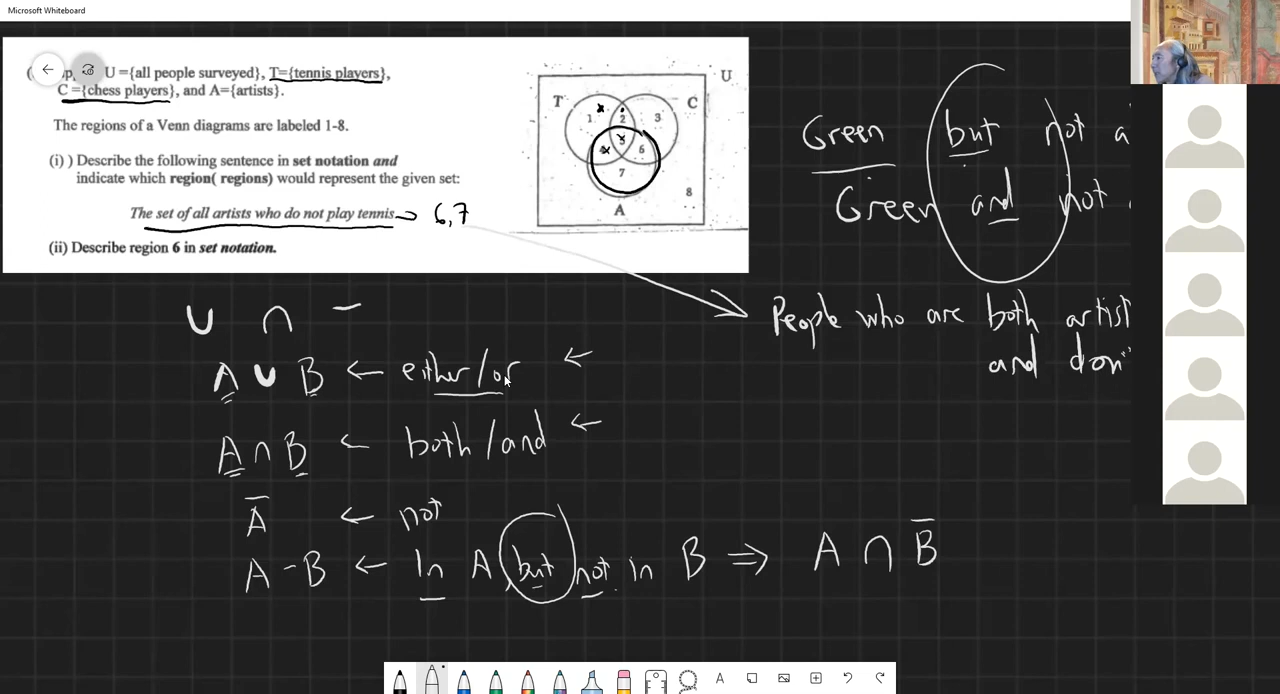 Microsoft Whiteboard
U ={all people surveyed}, T={tennis players},
C ={chess players}, and A={artists}.
The regions of a Venn diagrams are labeled 1-8.
(i) ) Describe the following sentence in set notation and
indicate which region( regions) would represent the given set:
The set of all artists who do not play tennis → 6,7
(ii) Describe region 6 in set notation.
U
T
C
1
2
3
5
6
7
8
A
Green but not a
Green and not
People who are both artist
and don
∪ ∩ ‾
A ∪ B ← either/or ←
A ∩ B ← both/and ←
A̅ ← not
A - B ← In A, but not in B ⇒ A ∩ B̅
A